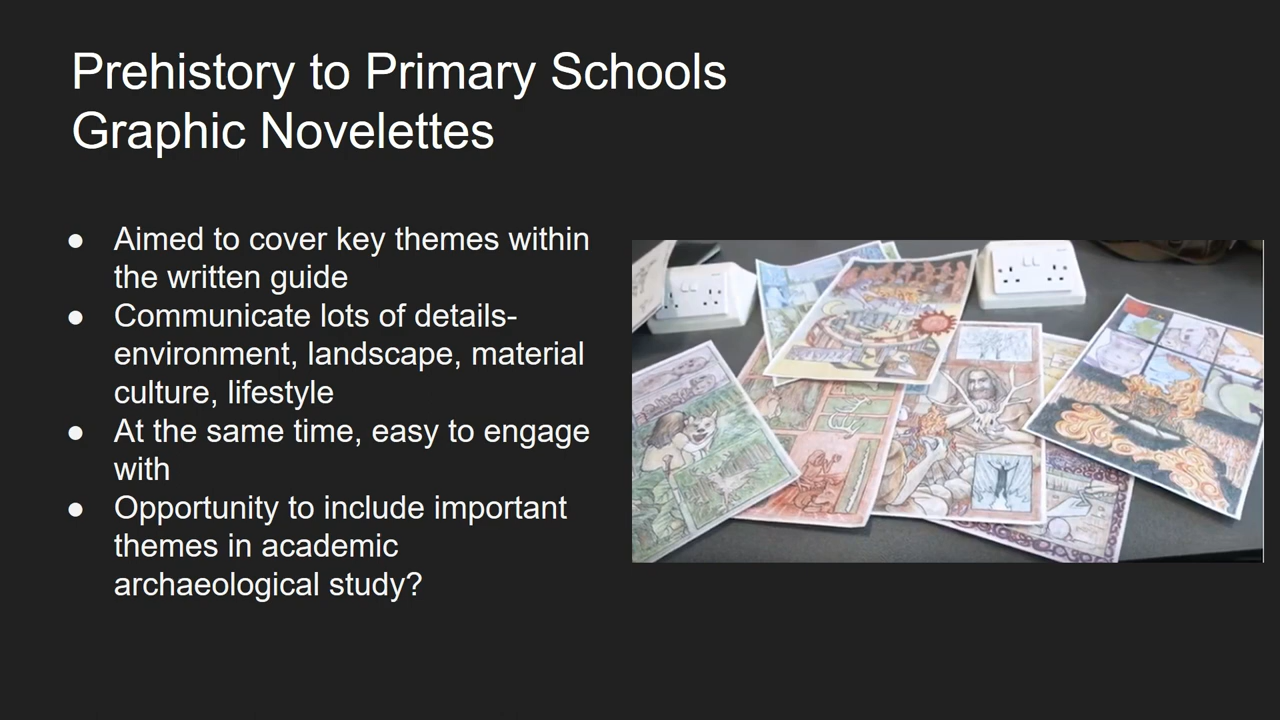 Prehistory to Primary Schools
Graphic Novelettes
● Aimed to cover key themes within
the written guide
● Communicate lots of details-
environment, landscape, material
culture, lifestyle
● At the same time, easy to engage
with
● Opportunity to include important
themes in academic
archaeological study?